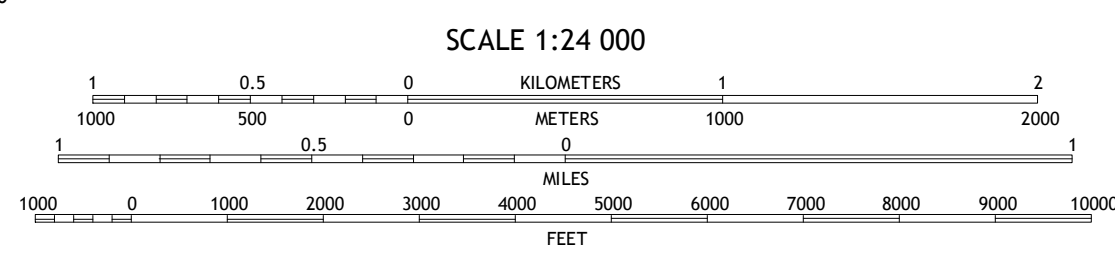 SCALE 1:24 000
1 0.5 0 KILOMETERS 1 2
1000 500 0 METERS 1000 2000
1 0.5 0 1
MILES
1000 0 1000 2000 3000 4000 5000 6000 7000 8000 9000 10000
FEET